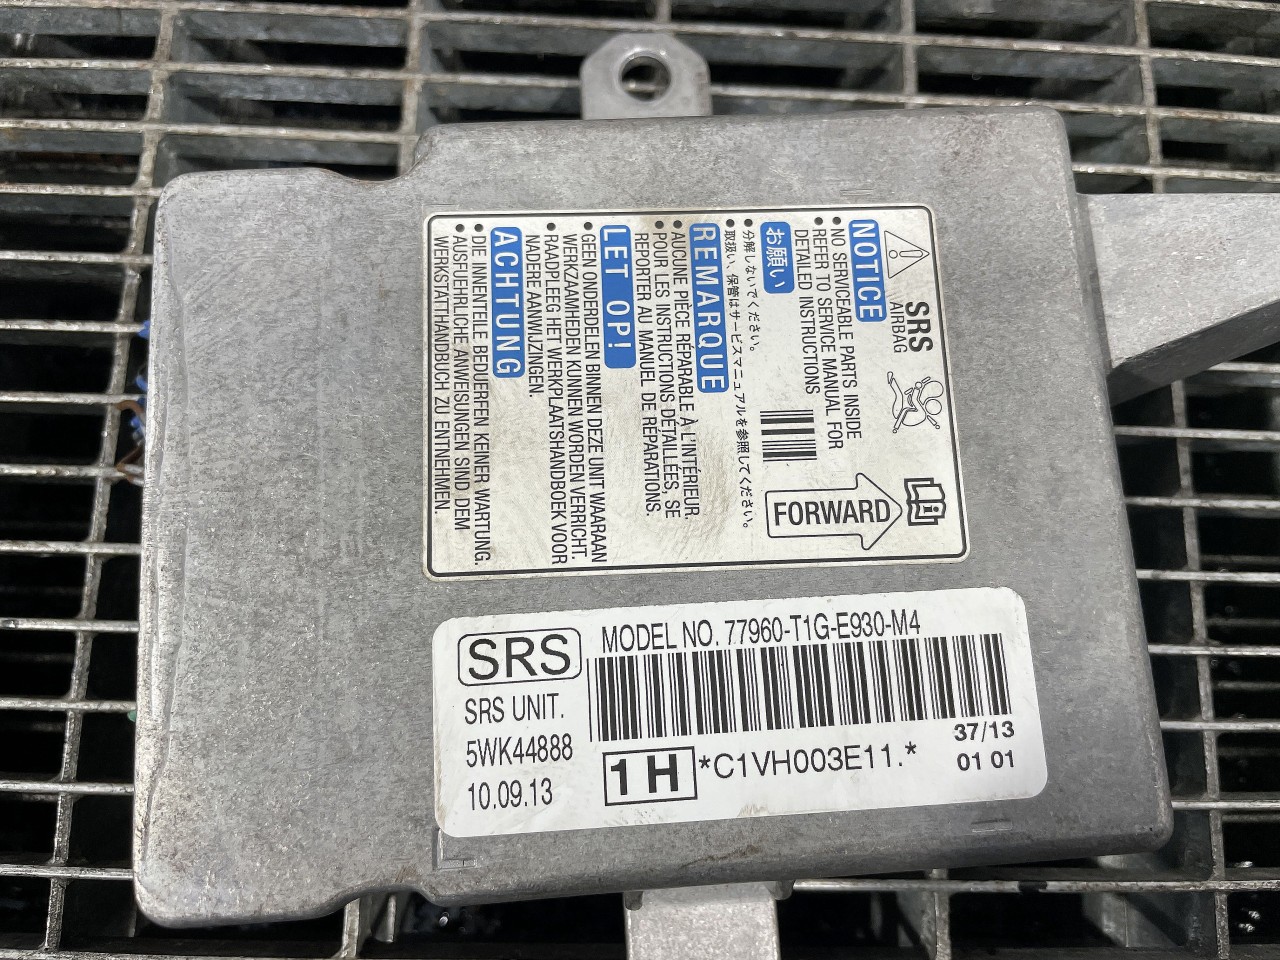 SRS
AIRBAG
NOTICE
• NO SERVICEABLE PARTS INSIDE
• REFER TO SERVICE MANUAL FOR
DETAILED INSTRUCTIONS
お願い
• 分解しないでください。
• 取扱い、保管はサービスマニュアルを参照してください。
REMARQUE
• AUCUNE PIÈCE RÉPARABLE À L'INTÉRIEUR.
• POUR LES INSTRUCTIONS DÉTAILLÉES, SE
REPORTER AU MANUEL DE RÉPARATIONS.
LET OP!
• GEEN ONDERDELEN BINNEN DEZE UNIT WAARAAN
WERKZAAMHEDEN KUNNEN WORDEN VERRICHT.
• RAADPLEEG HET WERKPLAATSHANDBOEK VOOR
NADERE AANWIJZINGEN.
ACHTUNG
• DIE INNENTEILE BEDUERFEN KEINER WARTUNG.
• AUSFUEHRLICHE ANWEISUNGEN SIND DEM
WERKSTATTHANDBUCH ZU ENTNEHMEN.
FORWARD
SRS
MODEL NO. 77960-T1G-E930-M4
SRS UNIT.
5WK44888
10.09.13
1H
*C1VH003E11.*
37/13
01 01